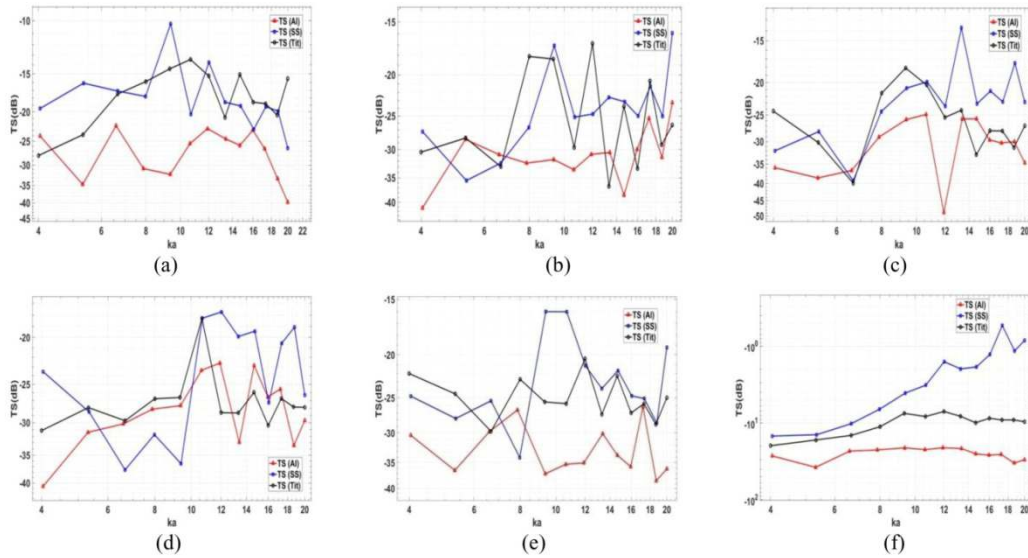 TS(dB)
-10
-15
-20
-25
-30
-35
-40
-45
4
6
8
10
12
14
16
18
20
22
ka
TS (Al)
TS (SS)
TS (Tit)
(a)
TS(dB)
-20
-25
-30
-35
-40
4
6
8
10
12
14
16
18
20
ka
TS (Al)
TS (SS)
TS (Tit)
(b)
TS(dB)
-15
-20
-25
-30
-35
-40
-45
-50
4
6
8
10
12
14
16
18
20
ka
TS (Al)
TS (SS)
TS (Tit)
(c)
TS(dB)
-20
-25
-30
-35
-40
4
6
8
10
12
14
16
18
20
ka
TS (Al)
TS (SS)
TS (Tit)
(d)
TS(dB)
-15
-20
-25
-30
-35
-40
4
6
8
10
12
14
16
18
20
ka
TS (Al)
TS (SS)
TS (Tit)
(e)
TS(dB)
-10⁰
-10¹
-10²
4
6
8
10
12
14
16
18
20
ka
TS (Al)
TS (SS)
TS (Tit)
(f)